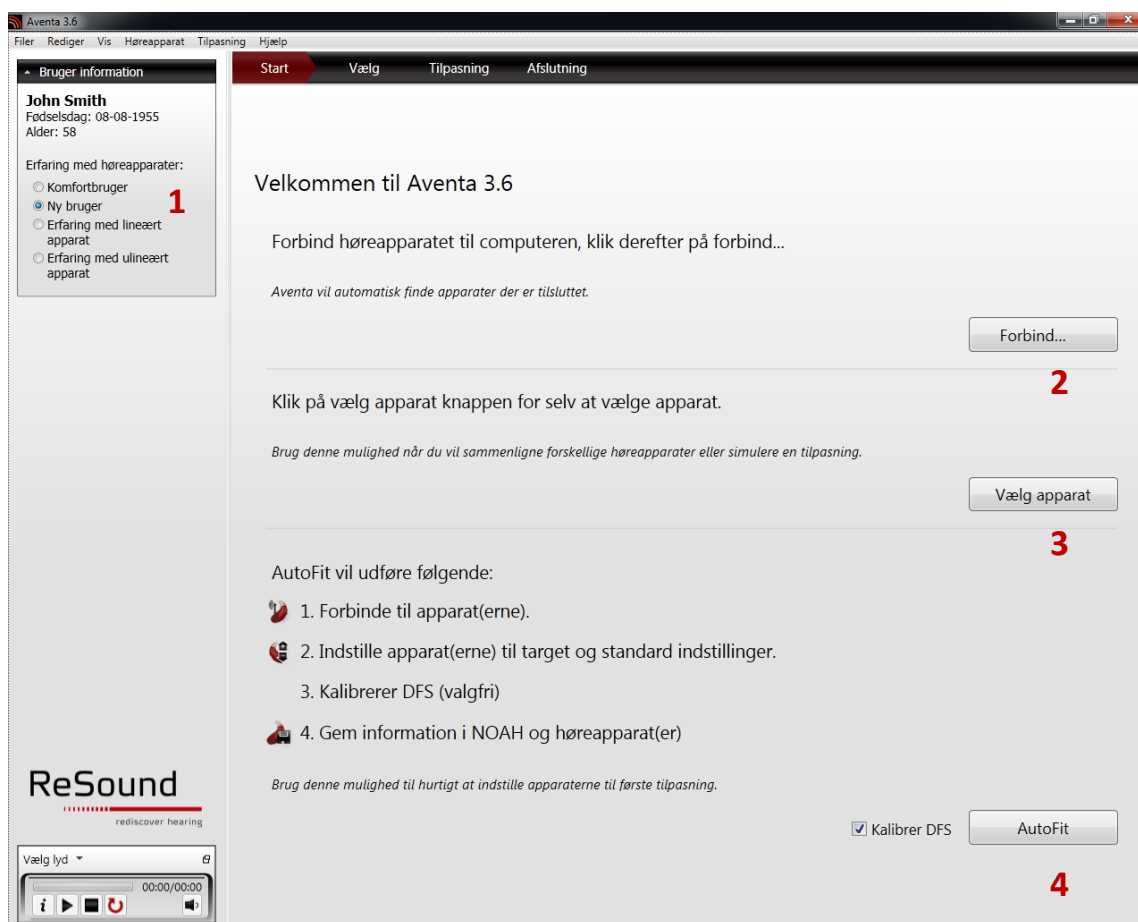 Aventa 3.6
Filer Rediger Vis Høreapparat Tilpasning Hjælp
Bruger information
John Smith
Fødselsdag: 08-08-1955
Alder: 58
Erfaring med høreapparater:
Komfortbruger
Ny bruger
Erfaring med lineært
apparat
Erfaring med ulineært
apparat
1
Start Vælg Tilpasning Afslutning
Velkommen til Aventa 3.6
Forbind høreapparatet til computeren, klik derefter på forbind...
Aventa vil automatisk finde apparater der er tilsluttet.
Forbind...
2
Klik på vælg apparat knappen for selv at vælge apparat.
Brug denne mulighed når du vil sammenligne forskellige høreapparater eller simulere en tilpasning.
Vælg apparat
3
AutoFit vil udføre følgende:
1. Forbinde til apparat(erne).
2. Indstille apparat(erne) til target og standard indstillinger.
3. Kalibrerer DFS (valgfri)
4. Gem information i NOAH og høreapparat(er)
Brug denne mulighed til hurtigt at indstille apparaterne til første tilpasning.
Kalibrer DFS AutoFit
4
ReSound
rediscover hearing
Vælg lyd
00:00/00:00
i